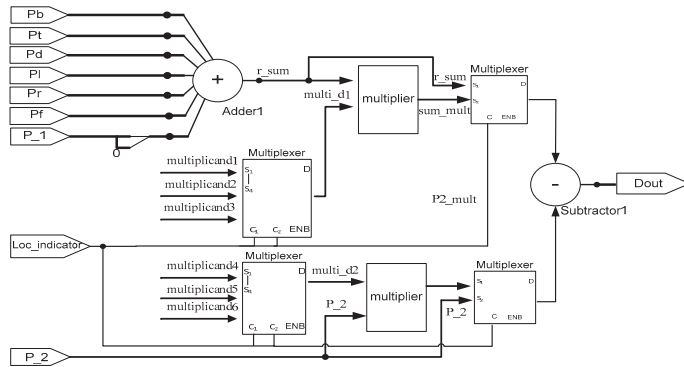 Pb
Pt
Pd
Pl
Pr
Pf
P_1
0
+
Adder1
r_sum
multi_d1
multiplier
r_sum
sum_mult
Multiplexer
S₁
S₂
D
C ENB
multiplicand1
multiplicand2
multiplicand3
Multiplexer
S₁
S₄
D
C₁ C₂ ENB
P2_mult
-
Subtractor1
Dout
Loc_indicator
multiplicand4
multiplicand5
multiplicand6
Multiplexer
S₁
S₄
D
C₁ C₂ ENB
multi_d2
P_2
multiplier
P_2
Multiplexer
S₁
S₂
D
C ENB
P_2